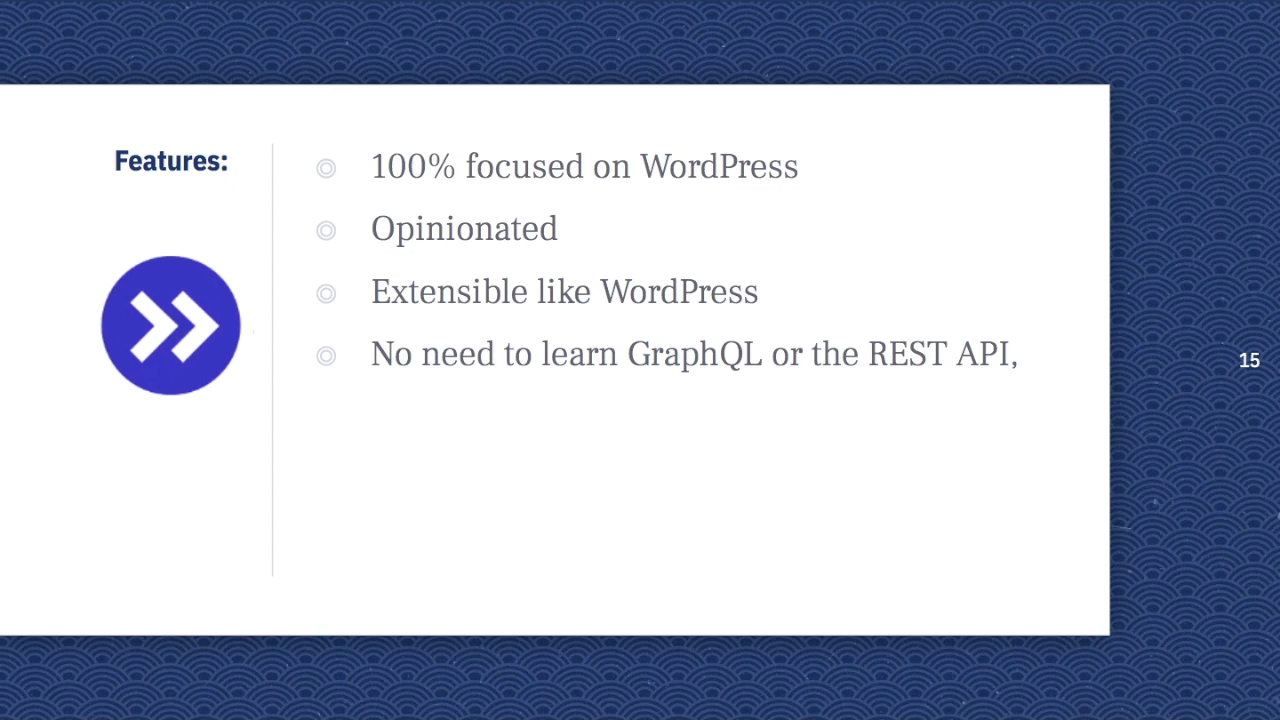 Features:
100% focused on WordPress
Opinionated
Extensible like WordPress
No need to learn GraphQL or the REST API,
15